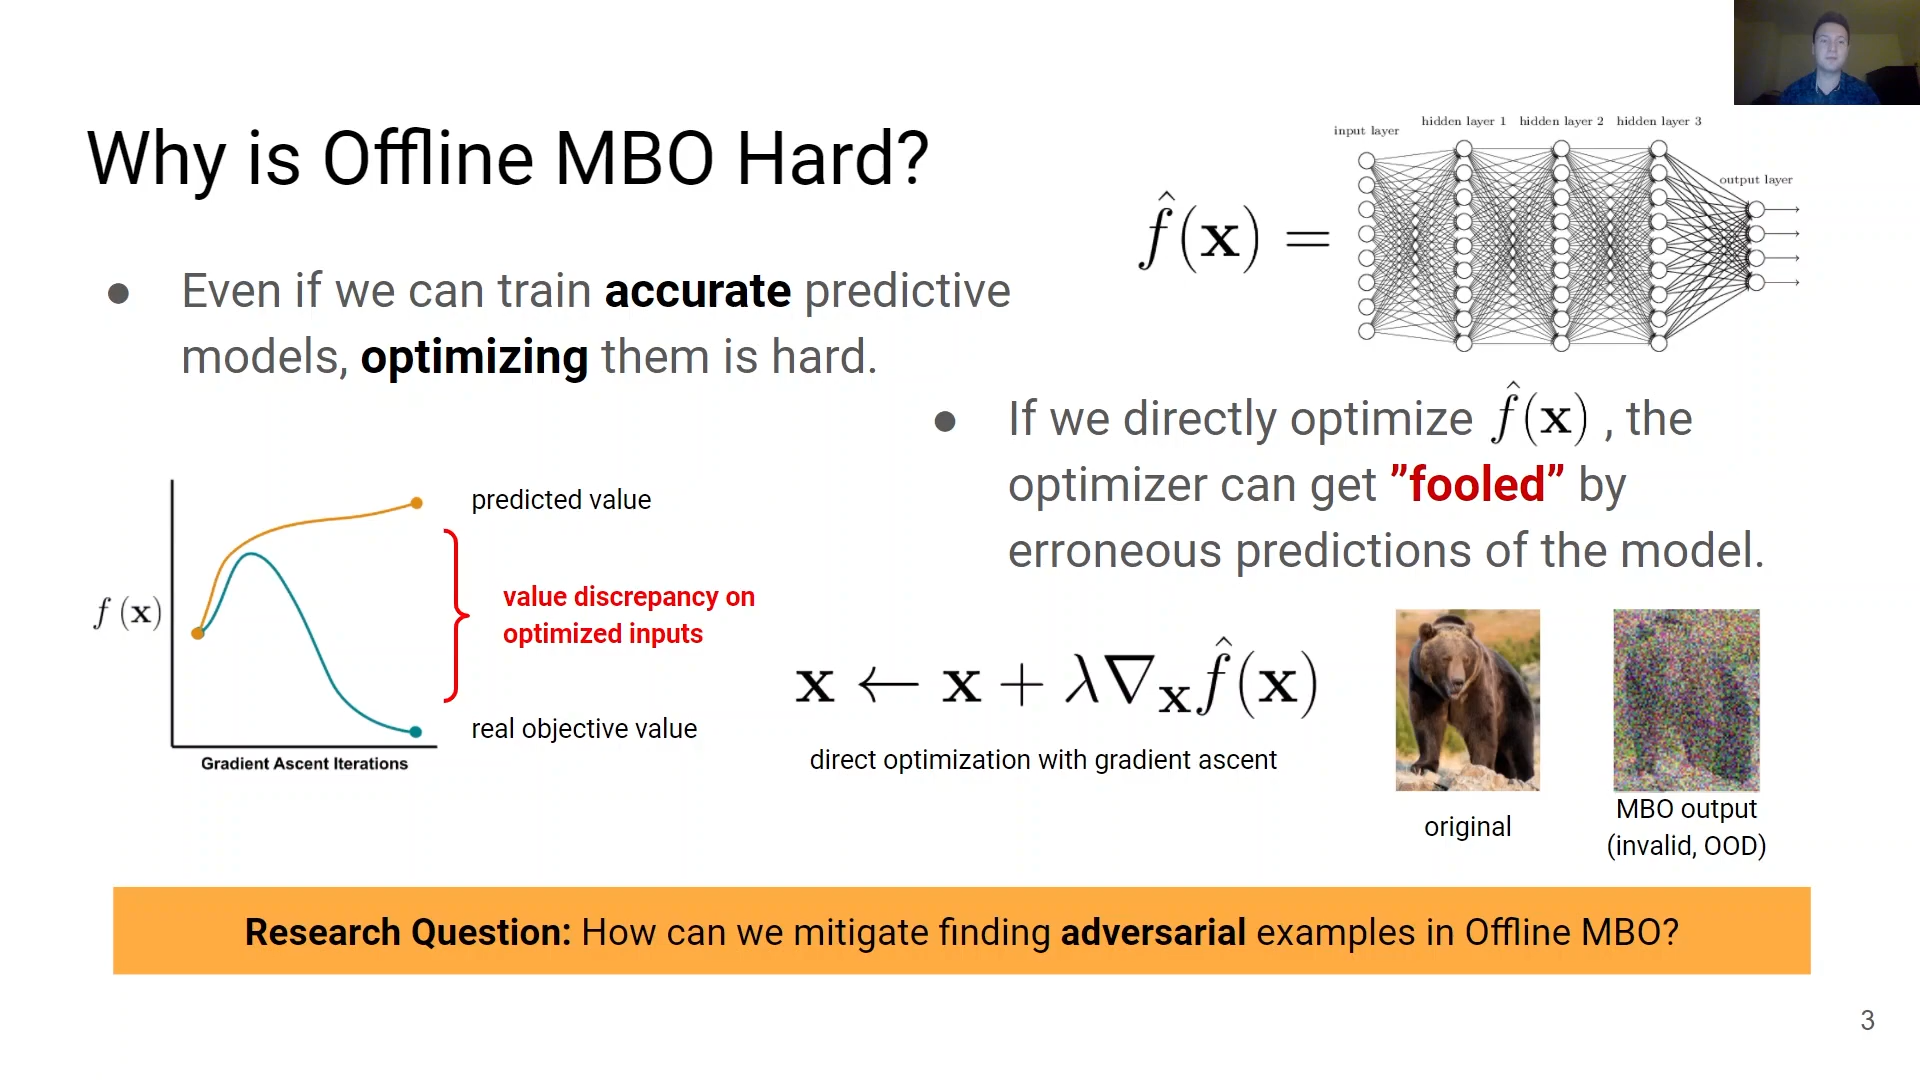 Why is Offline MBO Hard?
input layer
hidden layer 1 hidden layer 2 hidden layer 3
output layer
f̂(x) =
● Even if we can train accurate predictive
models, optimizing them is hard.
● If we directly optimize f̂(x) , the
optimizer can get ”fooled” by
erroneous predictions of the model.
predicted value
f (x)
value discrepancy on
optimized inputs
real objective value
Gradient Ascent Iterations
x ← x + λ∇ₓf̂(x)
direct optimization with gradient ascent
original
MBO output
(invalid, OOD)
Research Question: How can we mitigate finding adversarial examples in Offline MBO?
3